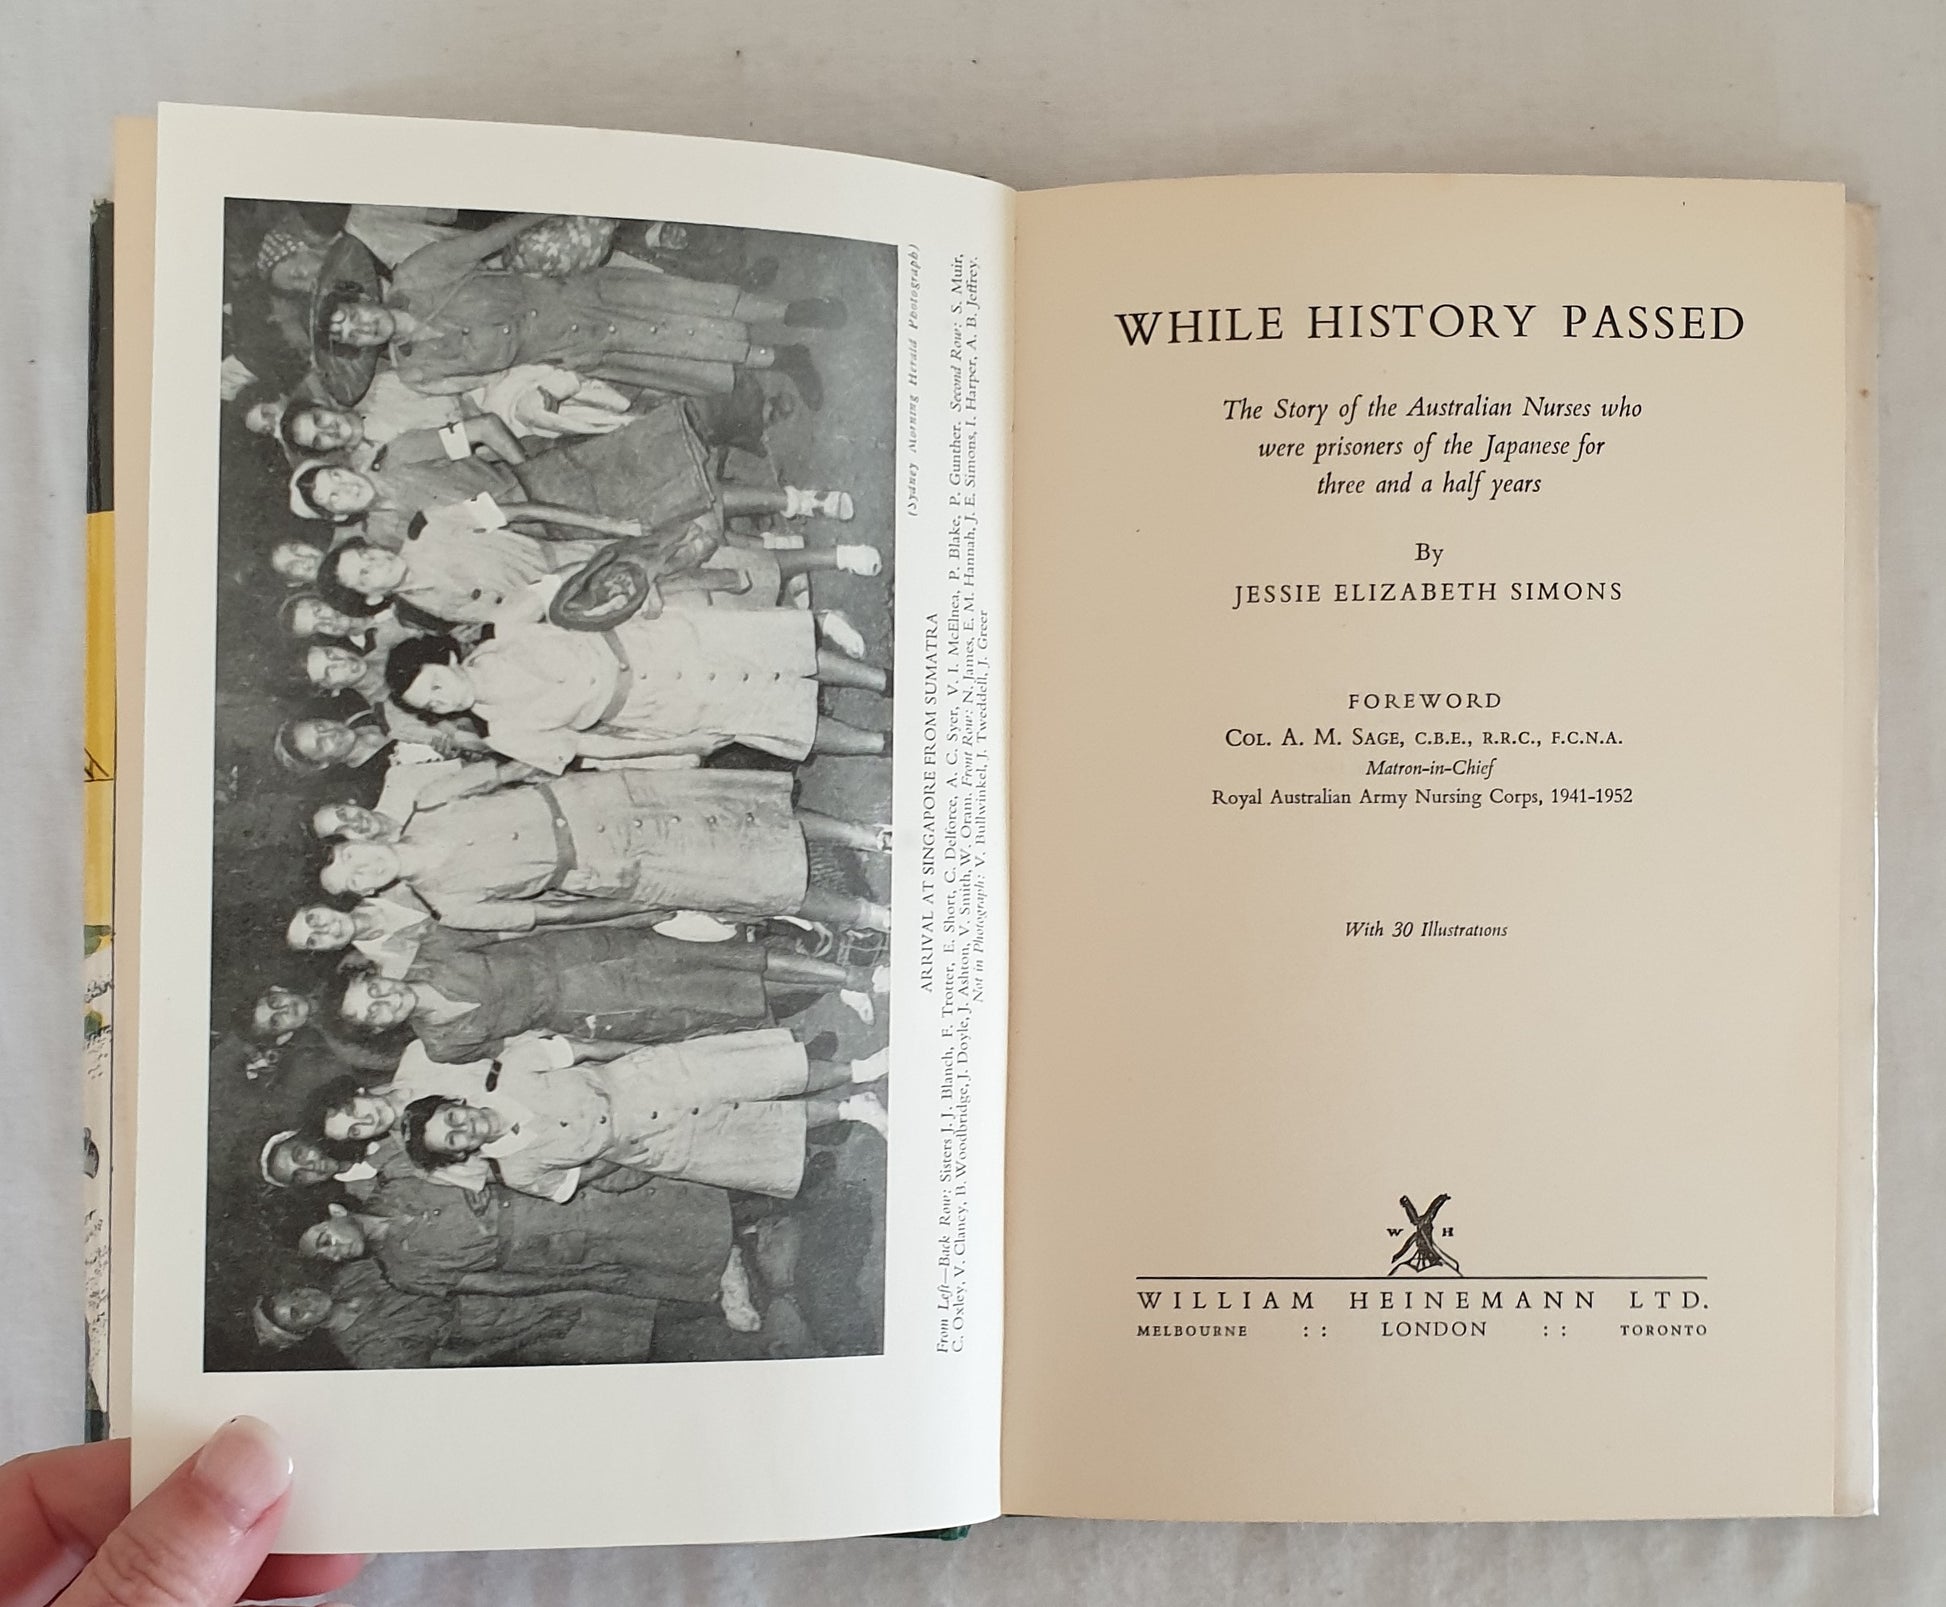 (Sydney Morning Herald Photograph)
ARRIVAL AT SINGAPORE FROM SUMATRA
From Left—Back Row: Sisters J. J. Blanch, F. Trotter, E. Short, C. Delforce, A. C. Syer, V. I. McElnea, P. Blake, P. Gunther. Second Row: S. Muir,
C. Oxley, V. Clancy, B. Woodbridge, J. Doyle, J. Ashton, V. Smith, W. Oram. Front Row: N. James, E. M. Hannah, J. E. Simons, I. Harper, A. B. Jeffrey.
Not in Photograph: V. Bullwinkel, J. Tweddell, J. Greer
WHILE HISTORY PASSED
The Story of the Australian Nurses who
were prisoners of the Japanese for
three and a half years
By
JESSIE ELIZABETH SIMONS
FOREWORD
COL. A. M. SAGE, C.B.E., R.R.C., F.C.N.A.
Matron-in-Chief
Royal Australian Army Nursing Corps, 1941-1952
With 30 Illustrations
W H
WILLIAM HEINEMANN LTD.
MELBOURNE :: LONDON :: TORONTO